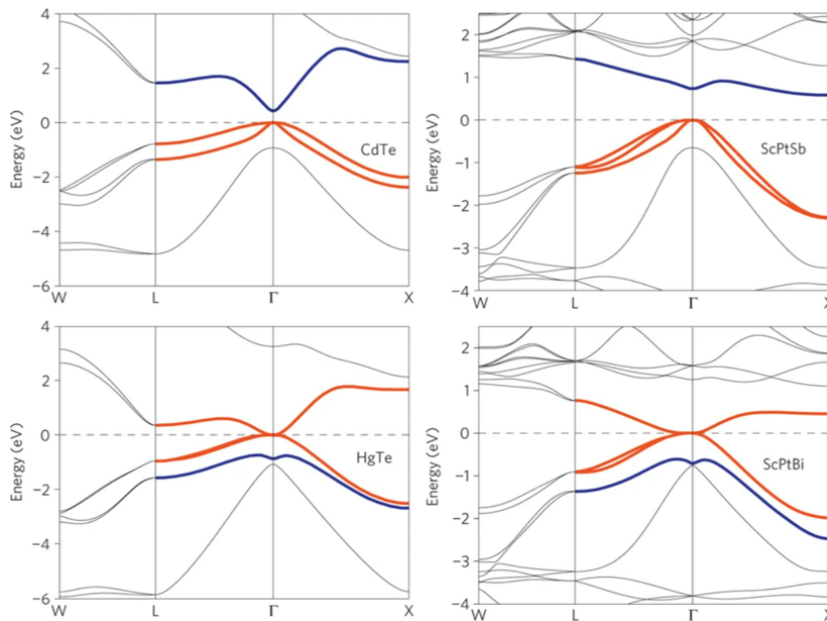 4
2
0
−2
−4
−6
Energy (eV)
CdTe
W
L
Γ
X
2
1
0
−1
−2
−3
−4
Energy (eV)
ScPtSb
W
L
Γ
X
4
2
0
−2
−4
−6
Energy (eV)
HgTe
W
L
Γ
X
2
1
0
−1
−2
−3
−4
Energy (eV)
ScPtBi
W
L
Γ
X